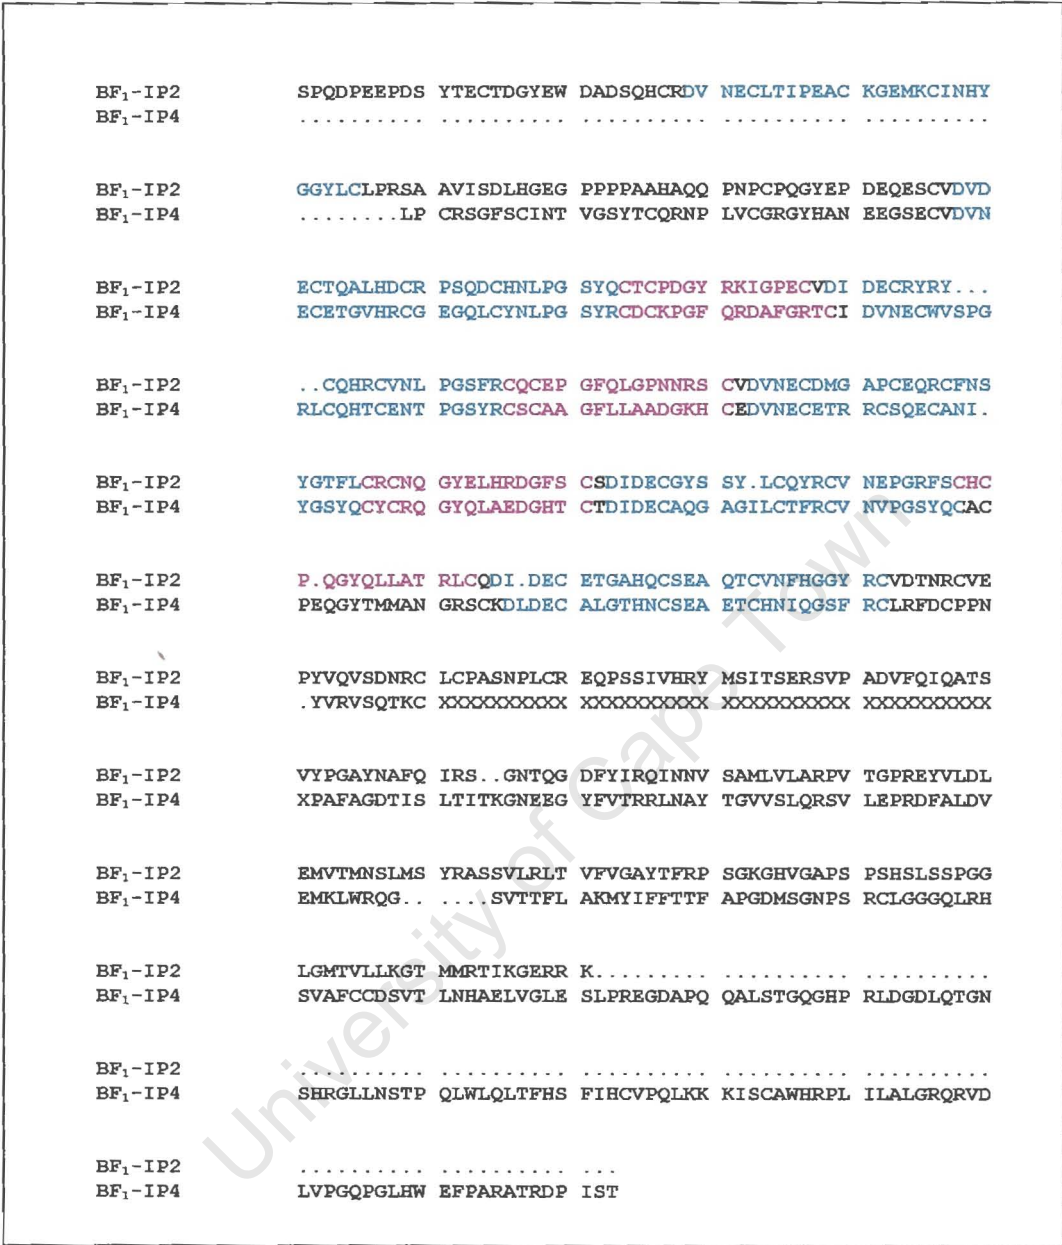 BF₁-IP2 SPQDPEEPDS YTECTDGYEW DADSQHCRDV NECLTIPEAC KGEMKCINHY
BF₁-IP4 .......... .......... .......... .......... ..........
BF₁-IP2 GGYLCLPRSA AVISDLHGEG PPPPAAHAQQ PNPCPQGYEP DEQESCVDVD
BF₁-IP4 ........LP CRSGFSCINT VGSYTCQRNP LVCGRGYHAN EEGSECVDVN
BF₁-IP2 ECTQALHDCR PSQDCHNLPG SYQCTCPDGY RKIGPECVDI DECRYRY...
BF₁-IP4 ECETGVHRCG EGQLCYNLPG SYRCDCKPGF QRDAFGRTCI DVNECWVSPG
BF₁-IP2 ..CQHRCVNL PGSFRCQCEP GFQLGPNNRS CVDVNECDMG APCEQRCFNS
BF₁-IP4 RLCQHTCENT PGSYRCSCAA GFLLAADGKH CEDVNECETR RCSQECANI.
BF₁-IP2 YGTFLCRCNQ GYELHRDGFS CSDIDECGYS SY.LCQYRCV NEPGRFSCHC
BF₁-IP4 YGSYQCYCRQ GYQLAEDGHT CTDIDECAQG AGILCTFRCV NVPGSYQCAC
BF₁-IP2 P.QGYQLLAT RLCQDI.DEC ETGAHQCSEA QTCVNFHGGY RCVDTNRCVE
BF₁-IP4 PEQGYTMMAN GRSCKDLDEC ALGTHNCSEA ETCHNIQGSF RCLRFDCPPN
BF₁-IP2 PYVQVSDNRC LCPASNPLCR EQPSSIVHRY MSITSERSVP ADVFQIQATS
BF₁-IP4 .YVRVSQTKC XXXXXXXXXX XXXXXXXXXX XXXXXXXXXX XXXXXXXXXX
BF₁-IP2 VYPGAYNAFQ IRS..GNTQG DFYIRQINNV SAMLVLARPV TGPREYVLDL
BF₁-IP4 XPAFAGDTIS LTITKGNEEG YFVTRRLNAY TGVVSLQRSV LEPRDFALDV
BF₁-IP2 EMVTMNSLMS YRASSVLRLT VFVGAYTFRP SGKGHVGAPS PSHSLSSPGG
BF₁-IP4 EMKLWRQG.. ....SVTTFL AKMYIFFTTF APGDMSGNPS RCLGGGQLRH
BF₁-IP2 LGMTVLLKGT MMRTIKGERR K......... .......... ..........
BF₁-IP4 SVAFCCDSVT LNHAELVGLE SLPREGDAPQ QALSTGQGHP RLDGDLQTGN
BF₁-IP2 .......... .......... .......... .......... ..........
BF₁-IP4 SHRGLLNSTP QLWLQLTFHS FIHCVPQLKK KISCAWHRPL ILALGRQRVD
BF₁-IP2 .......... .......... ...
BF₁-IP4 LVPGQPGLHW EFPARATRDP IST
University of Cape Town